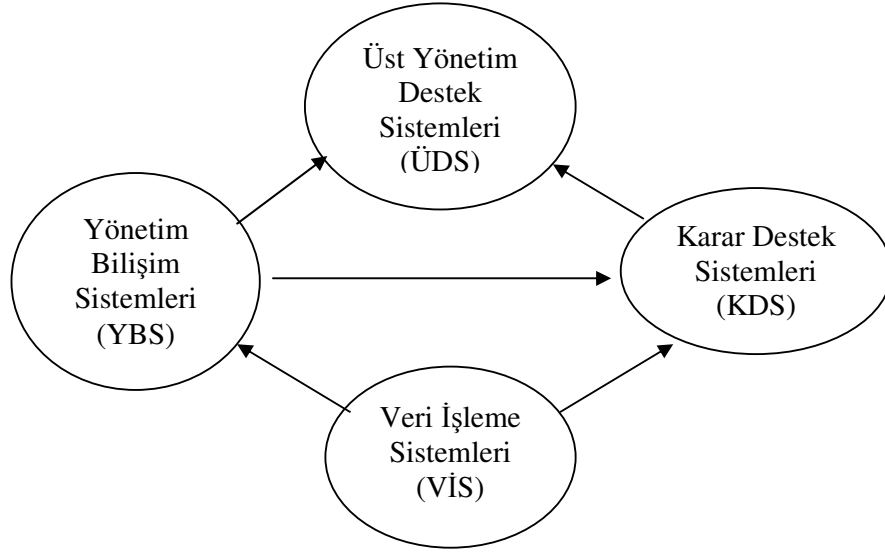 Üst Yönetim
Destek
Sistemleri
(ÜDS)
Yönetim
Bilişim
Sistemleri
(YBS)
Karar Destek
Sistemleri
(KDS)
Veri İşleme
Sistemleri
(VİS)